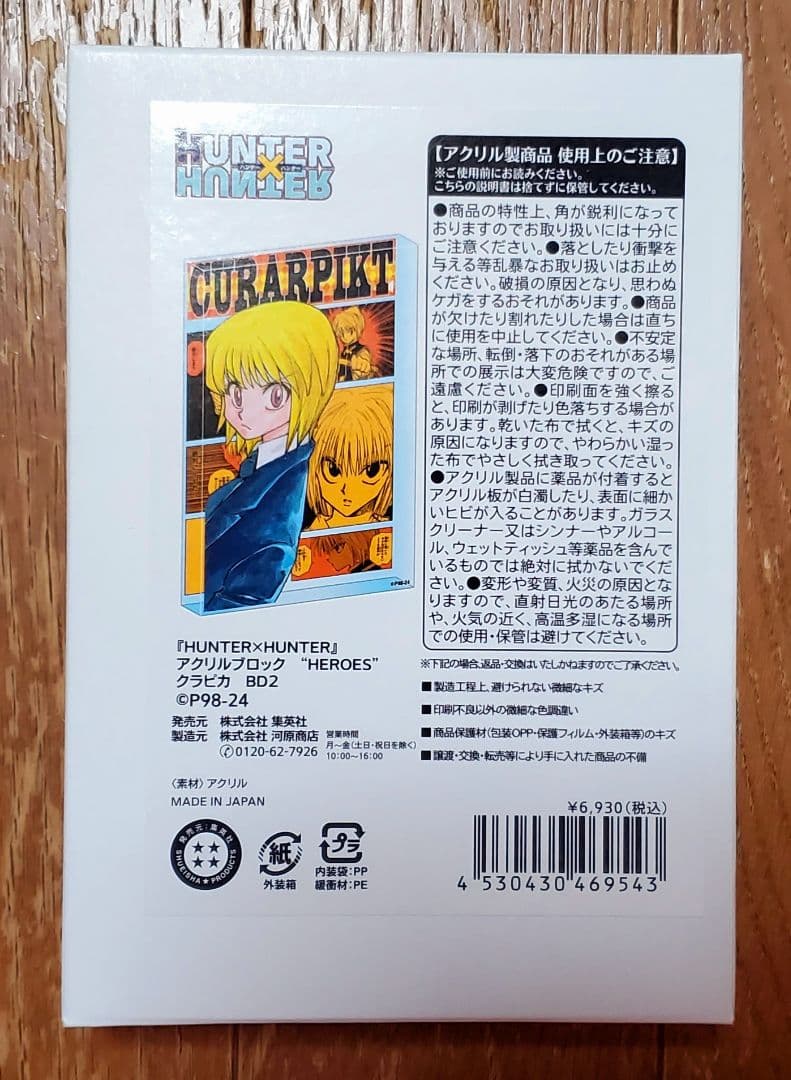 HUNTER
×
ハンター ハンター
HUNTER
CURARPIKT
©P98-24
『HUNTER×HUNTER』
アクリルブロック “HEROES”
クラピカ BD2
©P98-24
発売元 株式会社 集英社
製造元 株式会社 河原商店
0120-62-7926
営業時間
月〜金(土日・祝日を除く)
10:00〜16:00
〈素材〉アクリル
MADE IN JAPAN
発売元:集英社
SHUEISHA★PRODUCTS
紙
外装箱
プラ
内装袋:PP
緩衝材:PE
【アクリル製商品 使用上のご注意】
※ご使用前にお読みください。
こちらの説明書は捨てずに保管してください。
●商品の特性上、角が鋭利になって
おりますのでお取り扱いには十分に
ご注意ください。●落としたり衝撃を
与える等乱暴なお取り扱いはお止め
ください。破損の原因となり、思わぬ
ケガをするおそれがあります。●商品
が欠けたり割れたりした場合は直ち
に使用を中止してください。●不安定
な場所、転倒・落下のおそれがある場
所での展示は大変危険ですので、ご
遠慮ください。●印刷面を強く擦る
と、印刷が剥げたり色落ちする場合が
あります。乾いた布で拭くと、キズの
原因になりますので、やわらかい湿っ
た布でやさしく拭き取ってください。
●アクリル製品に薬品が付着すると
アクリル板が白濁したり、表面に細か
いヒビが入ることがあります。ガラス
クリーナー又はシンナーやアルコー
ル、ウェットティッシュ等薬品を含んで
いるものでは絶対に拭かないでくだ
さい。●変形や変質、火災の原因とな
りますので、直射日光のあたる場所
や、火気の近く、高温多湿になる場所
での使用・保管は避けてください。
※下記の場合、返品・交換はいたしかねますのでご了承ください。
■製造工程上、避けられない微細なキズ
■印刷不良以外の微細な色調違い
■商品保護材(包装OPP・保護フィルム・外装箱等)のキズ
■譲渡・交換・転売等により手に入れた商品の不備
¥6,930(税込)
4 530430 469543